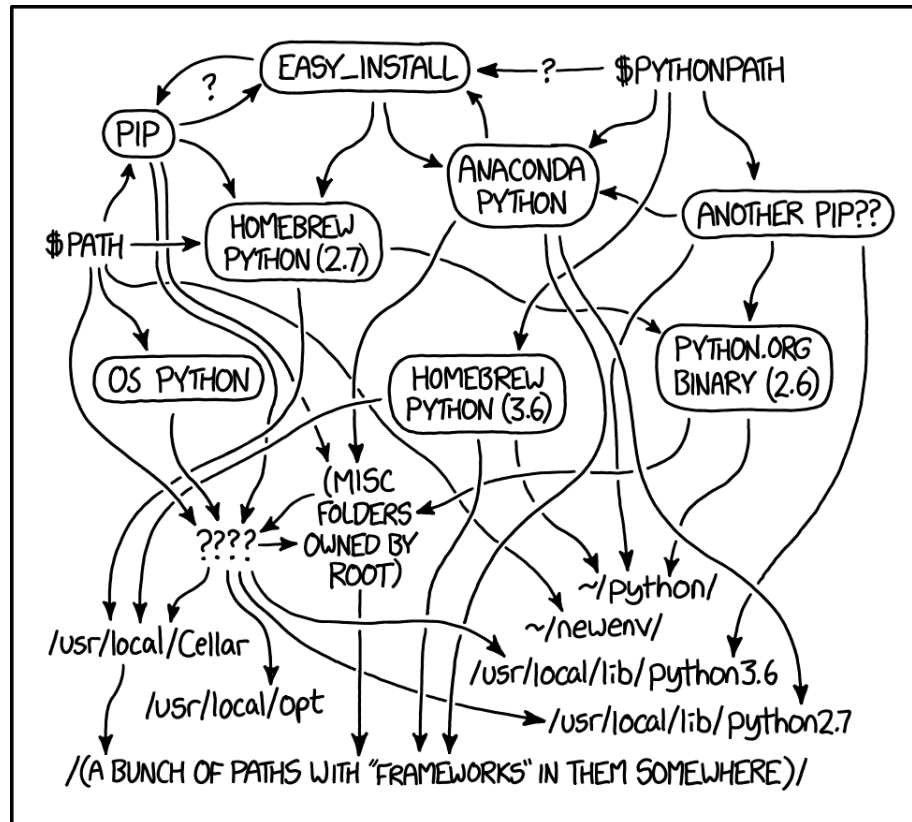 EASY_INSTALL
?
$PYTHONPATH
?
PIP
ANACONDA
PYTHON
ANOTHER PIP??
HOMEBREW
PYTHON (2.7)
$PATH
PYTHON.ORG
BINARY (2.6)
OS PYTHON
HOMEBREW
PYTHON (3.6)
(MISC
FOLDERS
OWNED BY
ROOT)
????
~/python/
~/newenv/
/usr/local/Cellar
/usr/local/lib/python3.6
/usr/local/opt
/usr/local/lib/python2.7
/(A BUNCH OF PATHS WITH "FRAMEWORKS" IN THEM SOMEWHERE)/